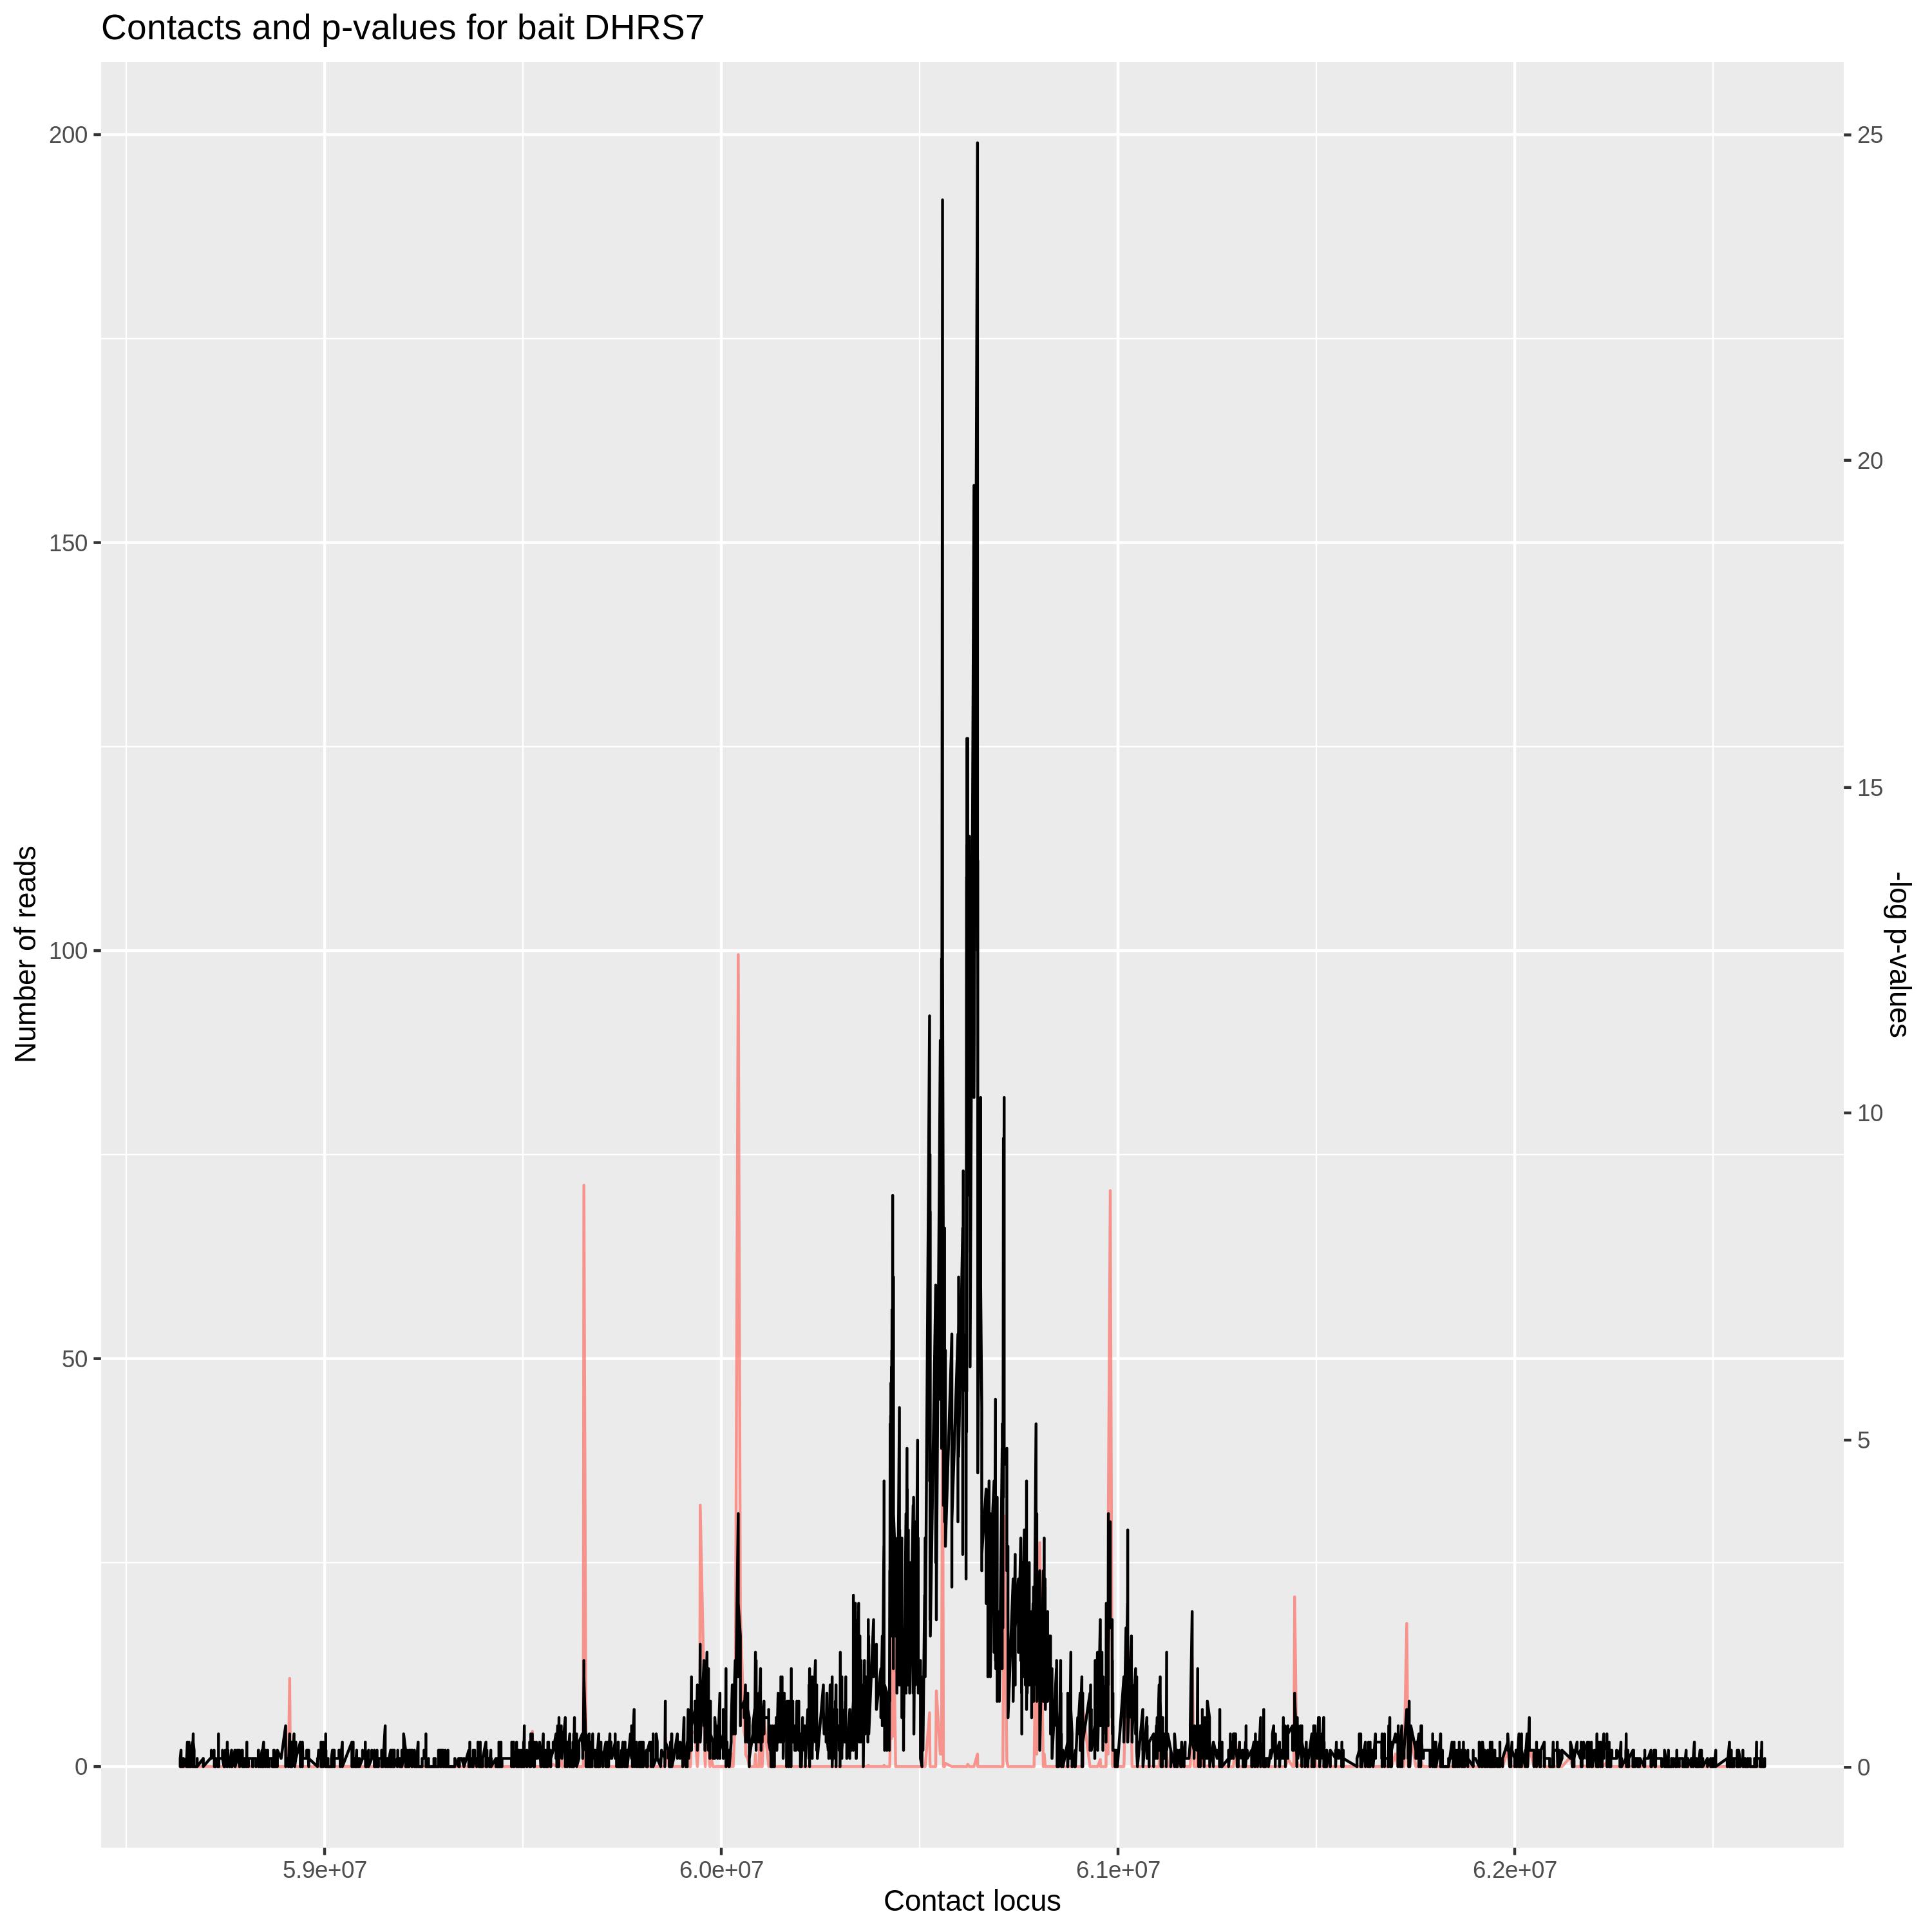 Contacts and p-values for bait DHRS7
Number of reads
200
150
100
50
0
25
20
15
10
5
0
-log p-values
5.9e+07 6.0e+07 6.1e+07 6.2e+07
Contact locus